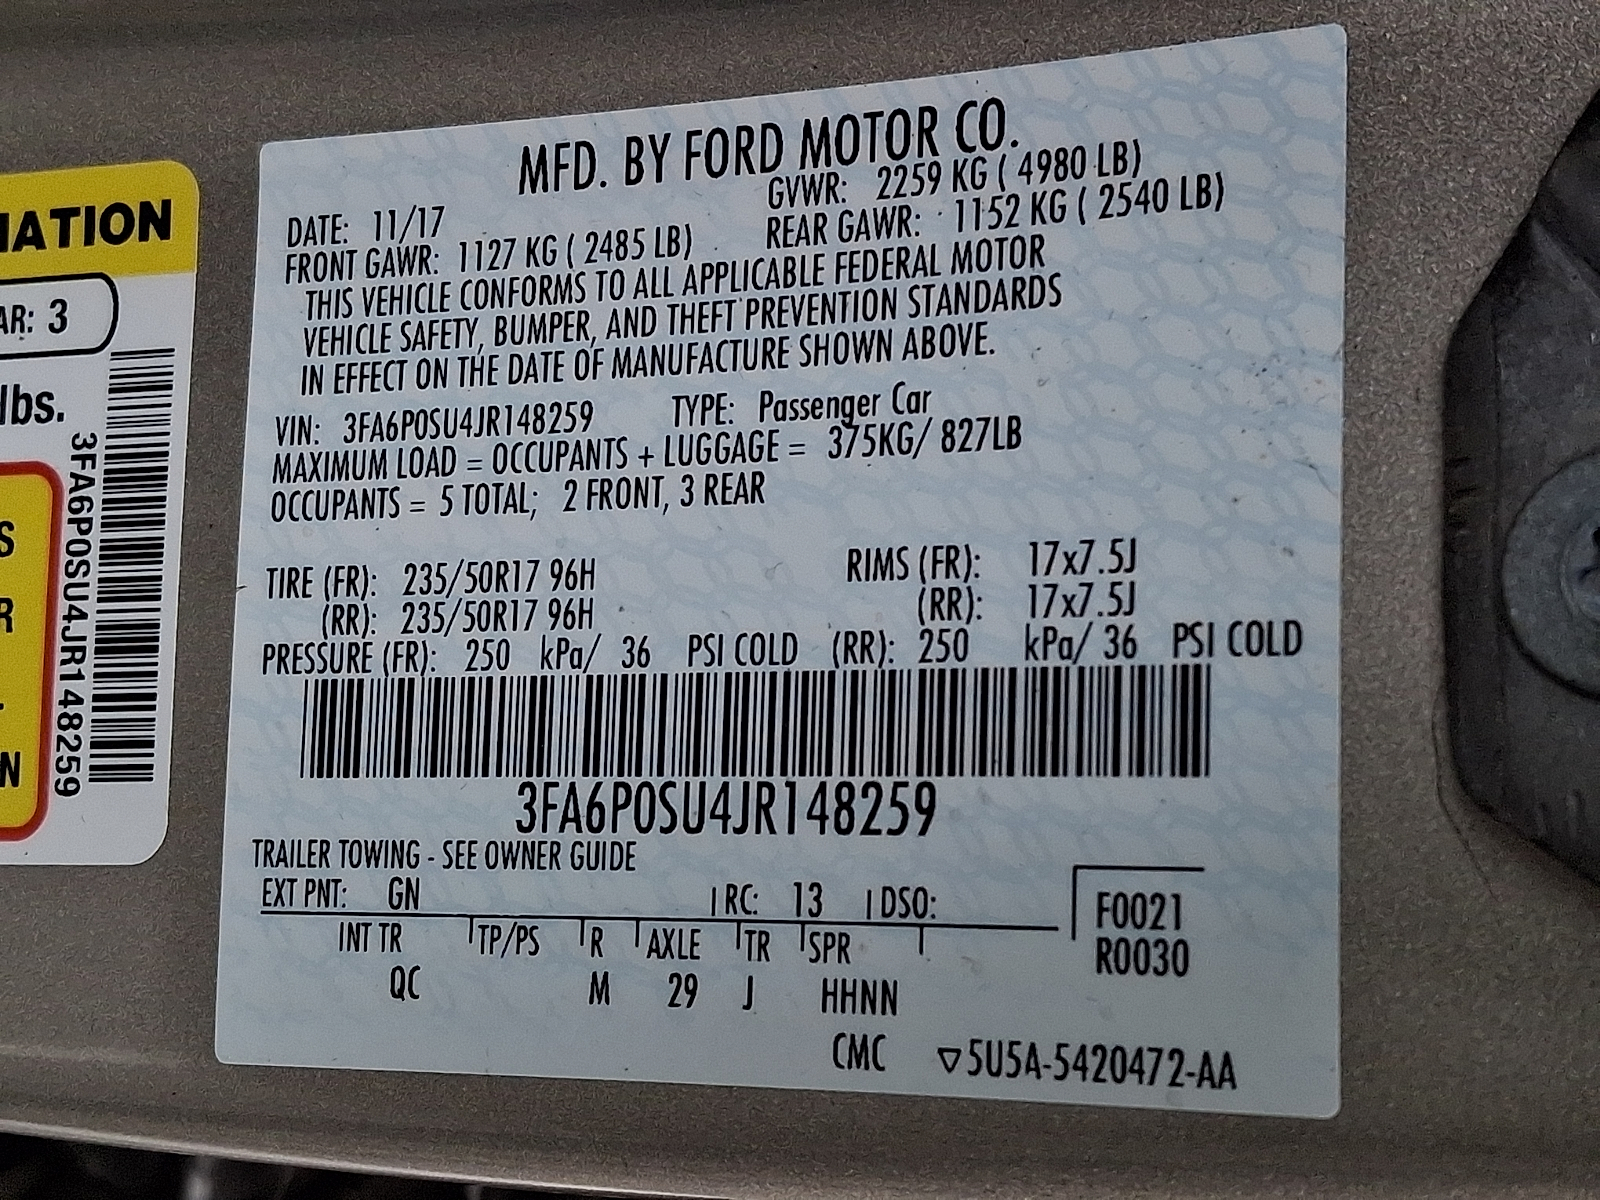 MATION
AR: 3
lbs.
3FA6P0SU4JR148259
S
R
N
MFD. BY FORD MOTOR CO.
DATE: 11/17 GVWR: 2259 KG ( 4980 LB)
FRONT GAWR: 1127 KG ( 2485 LB) REAR GAWR: 1152 KG ( 2540 LB)
THIS VEHICLE CONFORMS TO ALL APPLICABLE FEDERAL MOTOR
VEHICLE SAFETY, BUMPER, AND THEFT PREVENTION STANDARDS
IN EFFECT ON THE DATE OF MANUFACTURE SHOWN ABOVE.
VIN: 3FA6P0SU4JR148259 TYPE: Passenger Car
MAXIMUM LOAD = OCCUPANTS + LUGGAGE = 375KG/ 827LB
OCCUPANTS = 5 TOTAL; 2 FRONT, 3 REAR
TIRE (FR): 235/50R17 96H RIMS (FR): 17x7.5J
(RR): 235/50R17 96H (RR): 17x7.5J
PRESSURE (FR): 250 kPa/ 36 PSI COLD (RR): 250 kPa/ 36 PSI COLD
3FA6P0SU4JR148259
TRAILER TOWING - SEE OWNER GUIDE
EXT PNT: GN RC: 13 DSO:
F0021
INT TR TP/PS R AXLE TR SPR
R0030
QC M 29 J HHNN
CMC ▽5U5A-5420472-AA